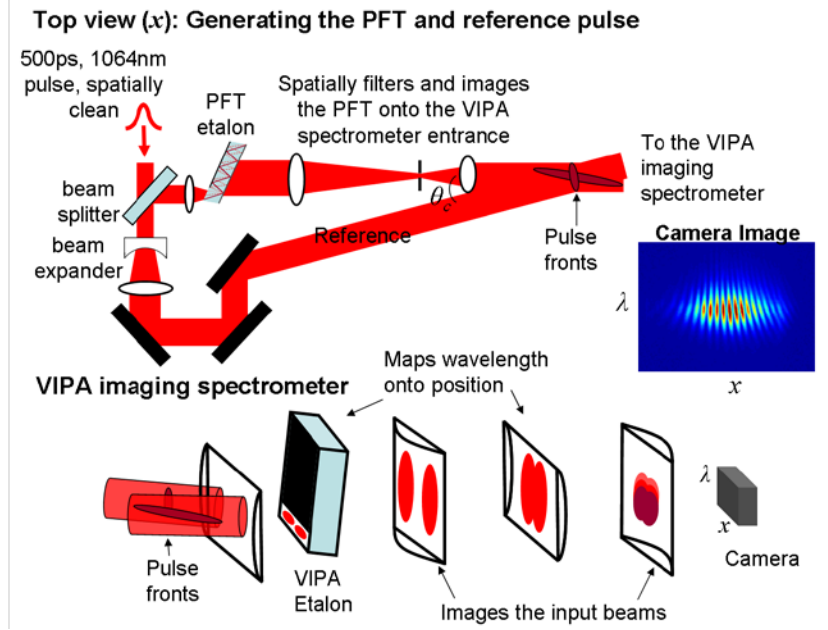 Top view (x): Generating the PFT and reference pulse
500ps, 1064nm
pulse, spatially
clean
PFT
etalon
Spatially filters and images
the PFT onto the VIPA
spectrometer entrance
To the VIPA
imaging
spectrometer
beam
splitter
θc
beam
expander
Reference
Pulse
fronts
Camera Image
λ
x
VIPA imaging spectrometer
Maps wavelength
onto position
λ
x
Camera
Pulse
fronts
VIPA
Etalon
Images the input beams